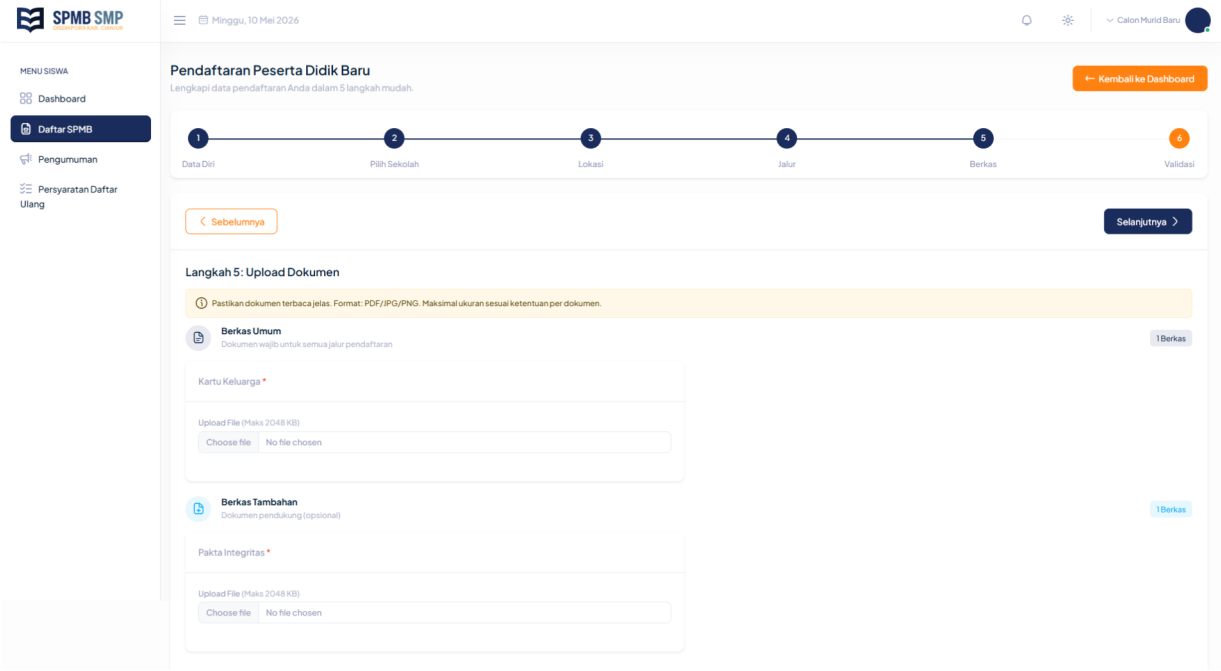 SPMB SMP
DISDIKPORA KAB. CIANJUR
Minggu, 10 Mei 2026
Calon Murid Baru
MENU SISWA
Dashboard
Daftar SPMB
Pengumuman
Persyaratan Daftar
Ulang
Pendaftaran Peserta Didik Baru
Lengkapi data pendaftaran Anda dalam 5 langkah mudah.
← Kembali ke Dashboard
1
2
3
4
5
6
Data Diri
Pilih Sekolah
Lokasi
Jalur
Berkas
Validasi
Sebelumnya
Selanjutnya
Langkah 5: Upload Dokumen
Pastikan dokumen terbaca jelas. Format: PDF/JPG/PNG. Maksimal ukuran sesuai ketentuan per dokumen.
Berkas Umum
Dokumen wajib untuk semua jalur pendaftaran
1 Berkas
Kartu Keluarga *
Upload File (Maks 2048 KB)
Choose file No file chosen
Berkas Tambahan
Dokumen pendukung (opsional)
1 Berkas
Pakta Integritas *
Upload File (Maks 2048 KB)
Choose file No file chosen